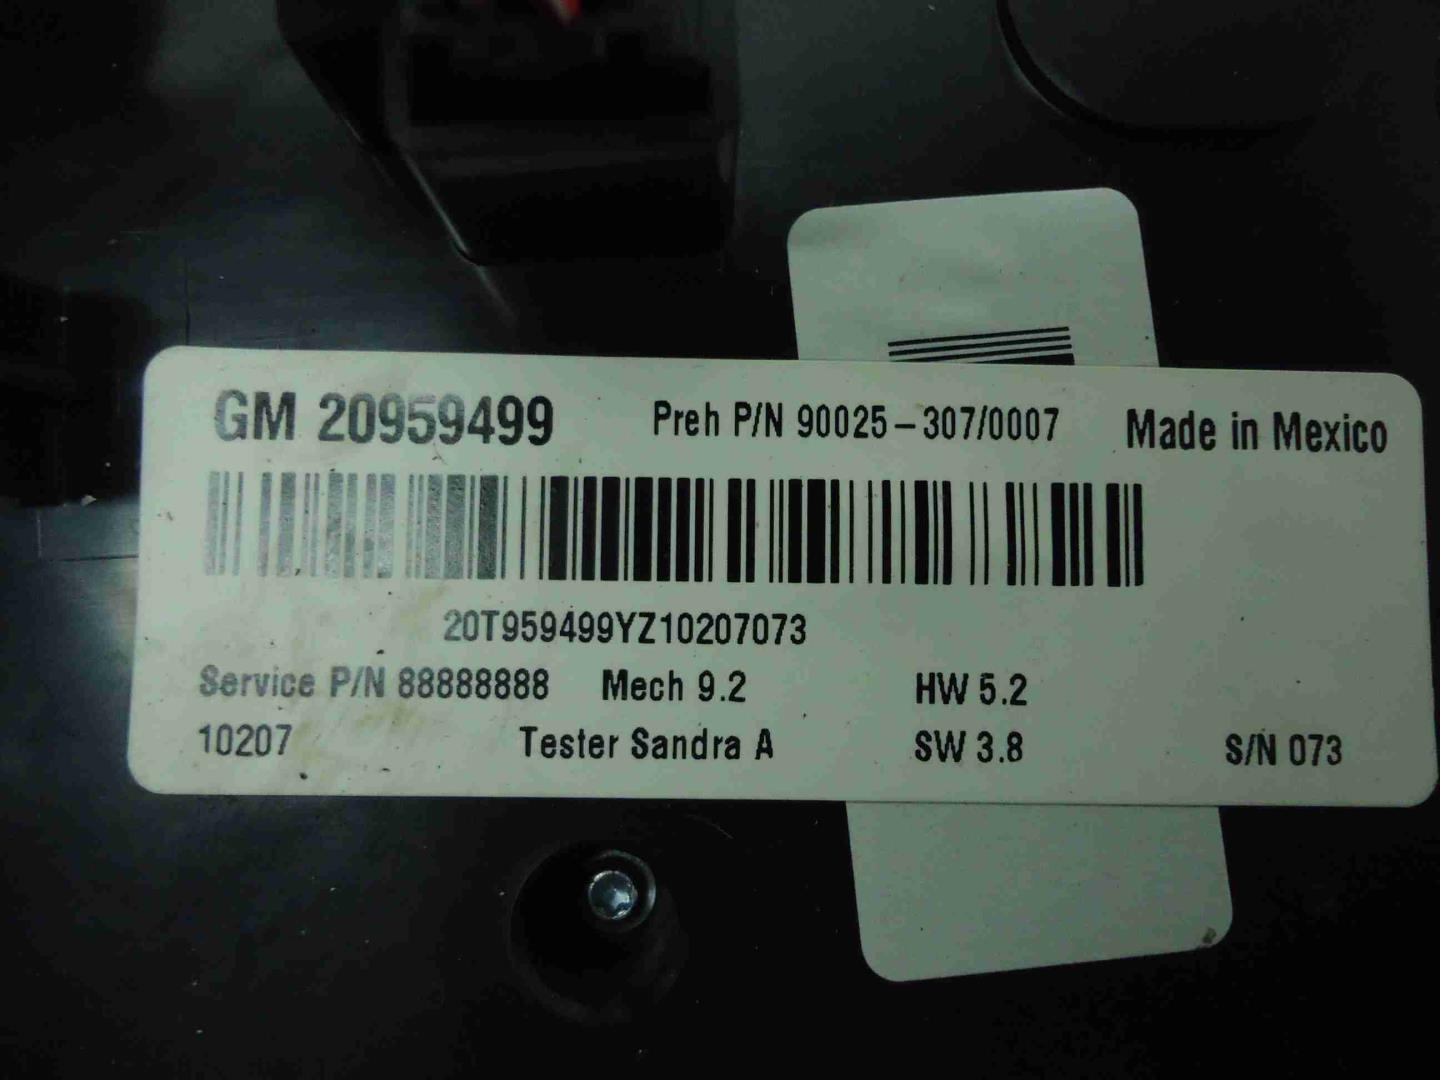 GM 20959499 Preh P/N 90025-307/0007 Made in Mexico
20T959499YZ10207073
Service P/N 88888888 Mech 9.2 HW 5.2
10207 Tester Sandra A SW 3.8 S/N 073